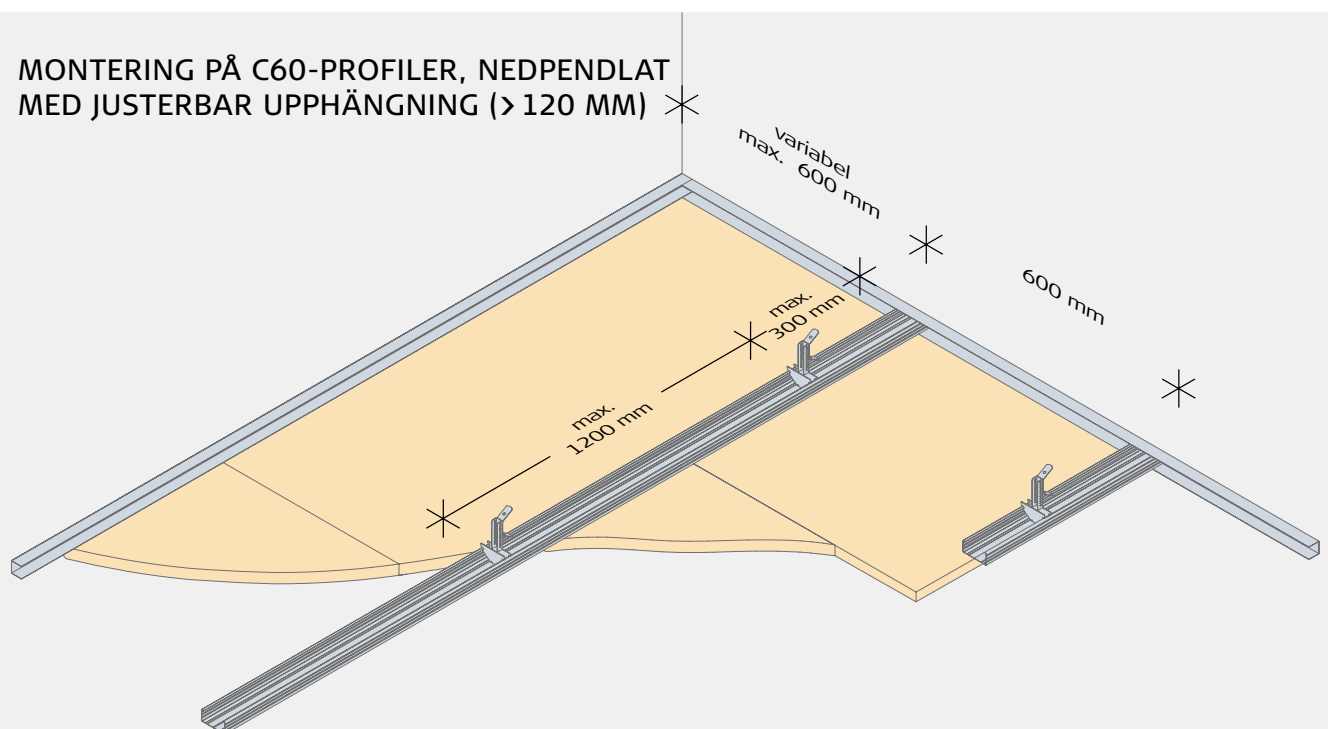 MONTERING PÅ C60-PROFILER, NEDPENDLAT
MED JUSTERBAR UPPHÄNGNING (> 120 MM)
variabel
max. 600 mm
600 mm
max.
300 mm
max.
1200 mm